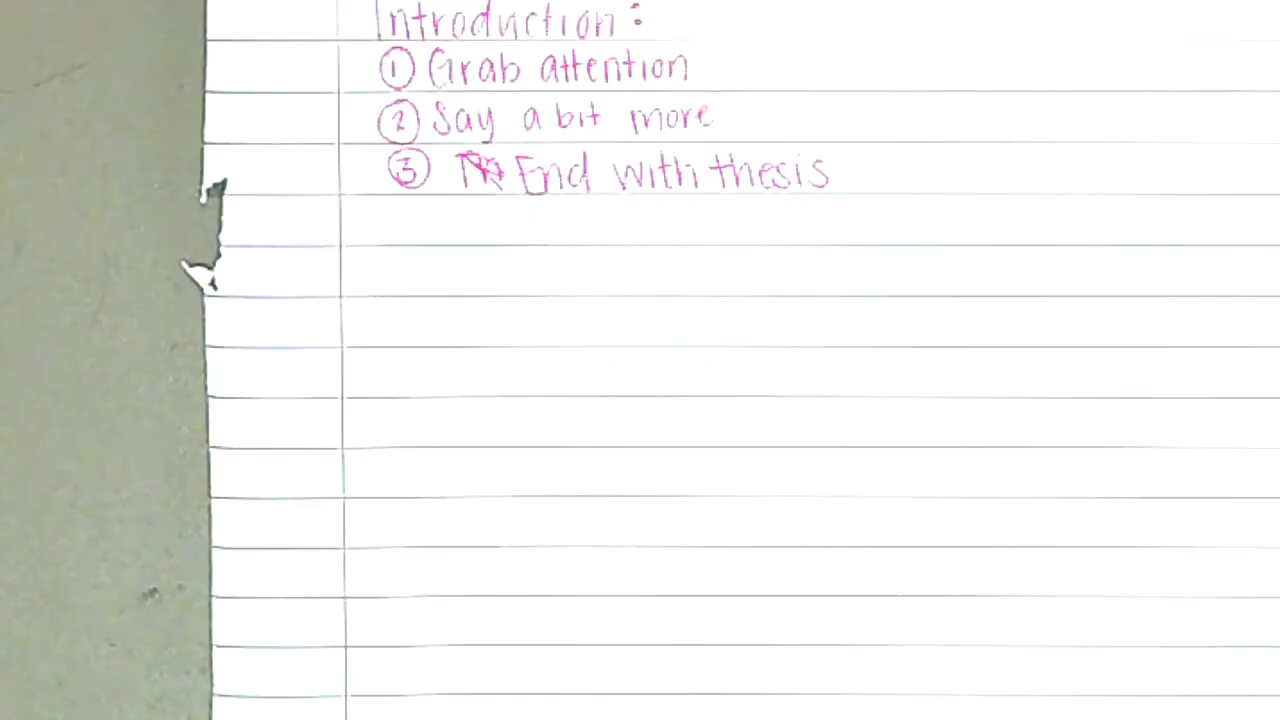 Introduction:
① Grab attention
② Say a bit more
③ End with thesis